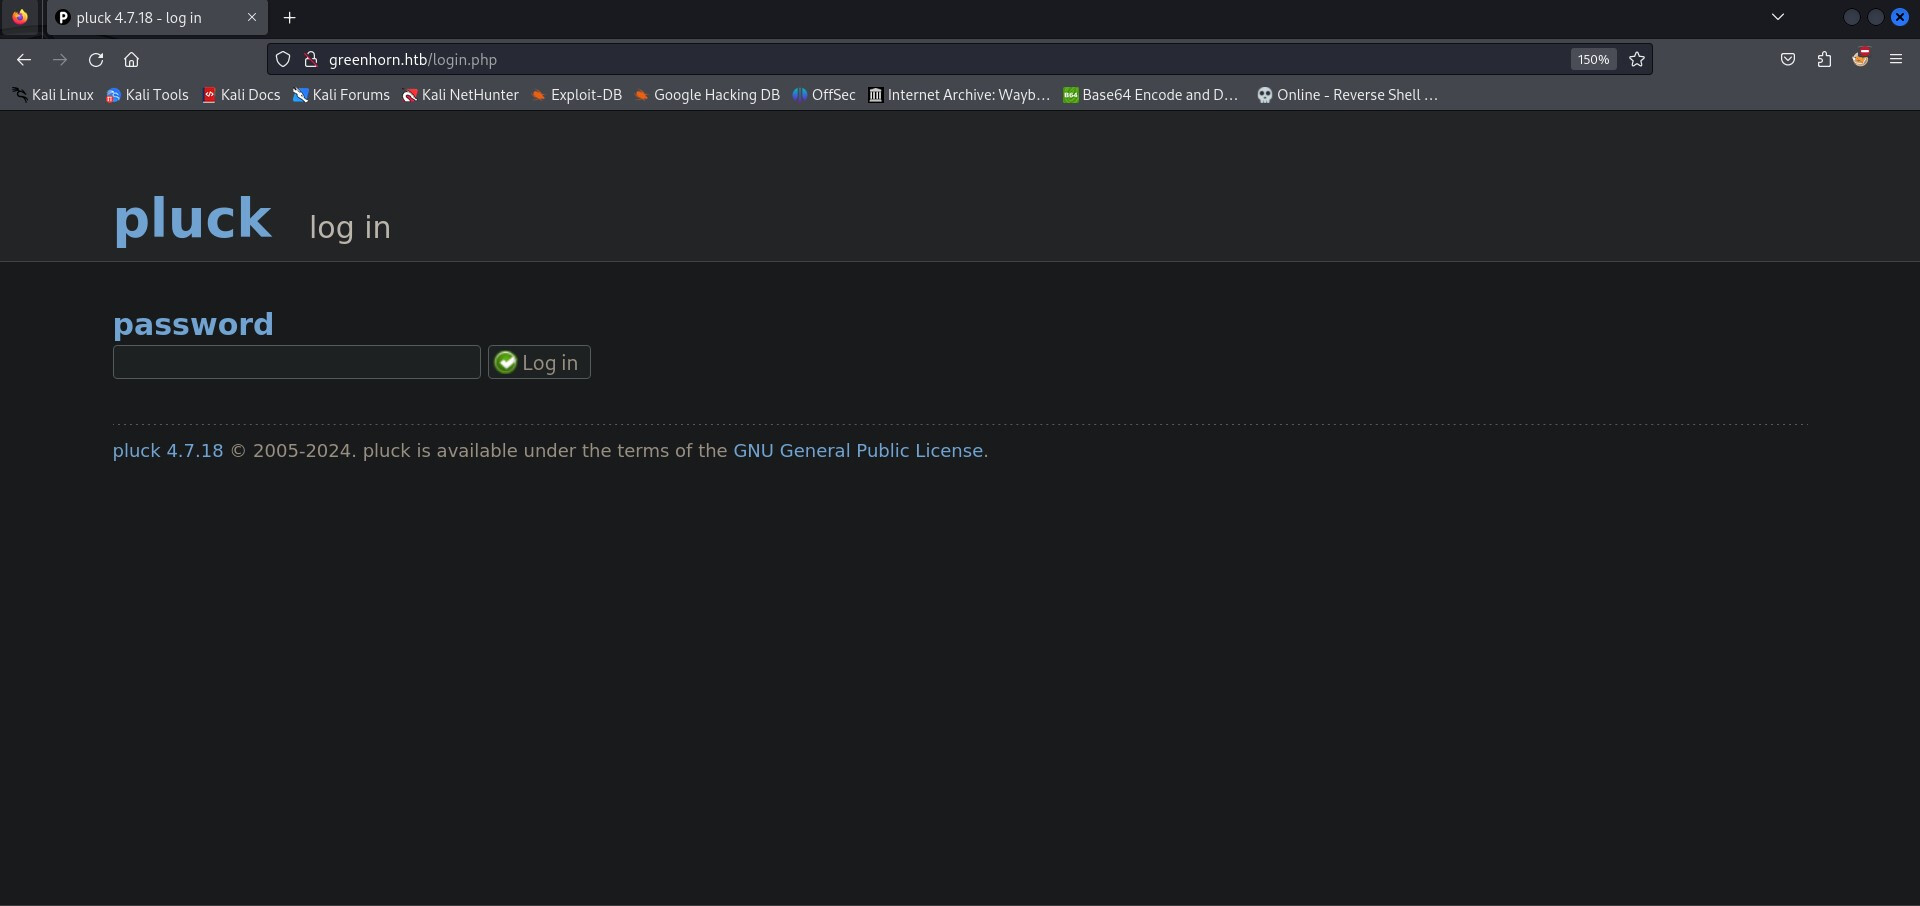 pluck 4.7.18 - log in
greenhorn.htb/login.php 150%
Kali Linux Kali Tools Kali Docs Kali Forums Kali NetHunter Exploit-DB Google Hacking DB OffSec Internet Archive: Wayb... Base64 Encode and D... Online - Reverse Shell ...
pluck log in
password
Log in
pluck 4.7.18 © 2005-2024. pluck is available under the terms of the GNU General Public License.